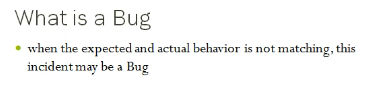 What is a Bug
when the expected and actual behavior is not matching, this
incident may be a Bug